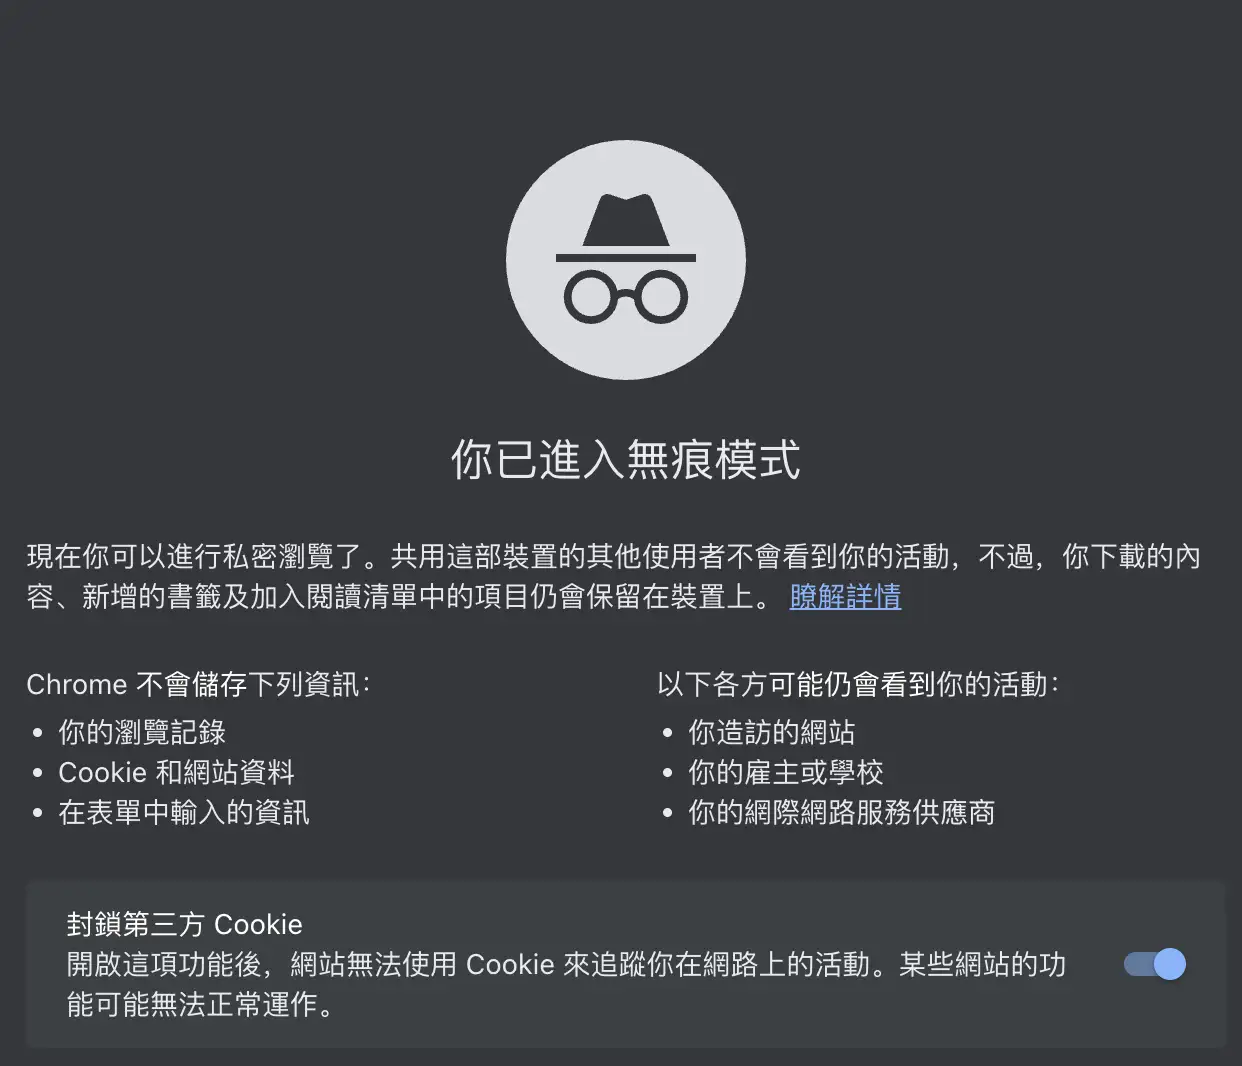 你已進入無痕模式
現在你可以進行私密瀏覽了。共用這部裝置的其他使用者不會看到你的活動，不過，你下載的內
容、新增的書籤及加入閱讀清單中的項目仍會保留在裝置上。 瞭解詳情
Chrome 不會儲存下列資訊：
你的瀏覽記錄
Cookie 和網站資料
在表單中輸入的資訊
以下各方可能仍會看到你的活動：
你造訪的網站
你的雇主或學校
你的網際網路服務供應商
封鎖第三方 Cookie
開啟這項功能後，網站無法使用 Cookie 來追蹤你在網路上的活動。某些網站的功
能可能無法正常運作。